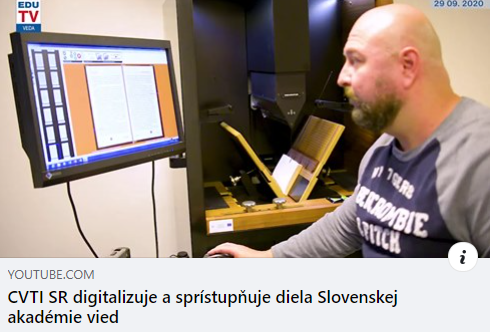 EDU
TV
VEDA
29 09. 2020
ABERCROMBIE
FITCH
i
YOUTUBE.COM
CVTI SR digitalizuje a sprístupňuje diela Slovenskej
akadémie vied